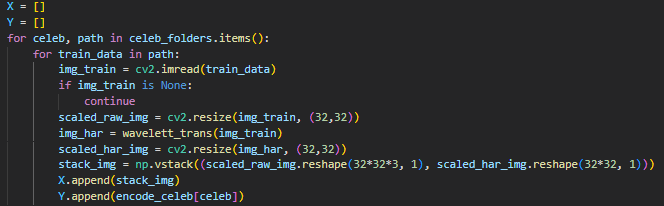 X = []
Y = []
for celeb, path in celeb_folders.items():
    for train_data in path:
        img_train = cv2.imread(train_data)
        if img_train is None:
            continue
        scaled_raw_img = cv2.resize(img_train, (32,32))
        img_har = wavelett_trans(img_train)
        scaled_har_img = cv2.resize(img_har, (32,32))
        stack_img = np.vstack((scaled_raw_img.reshape(32*32*3, 1), scaled_har_img.reshape(32*32, 1)))
        X.append(stack_img)
        Y.append(encode_celeb[celeb])